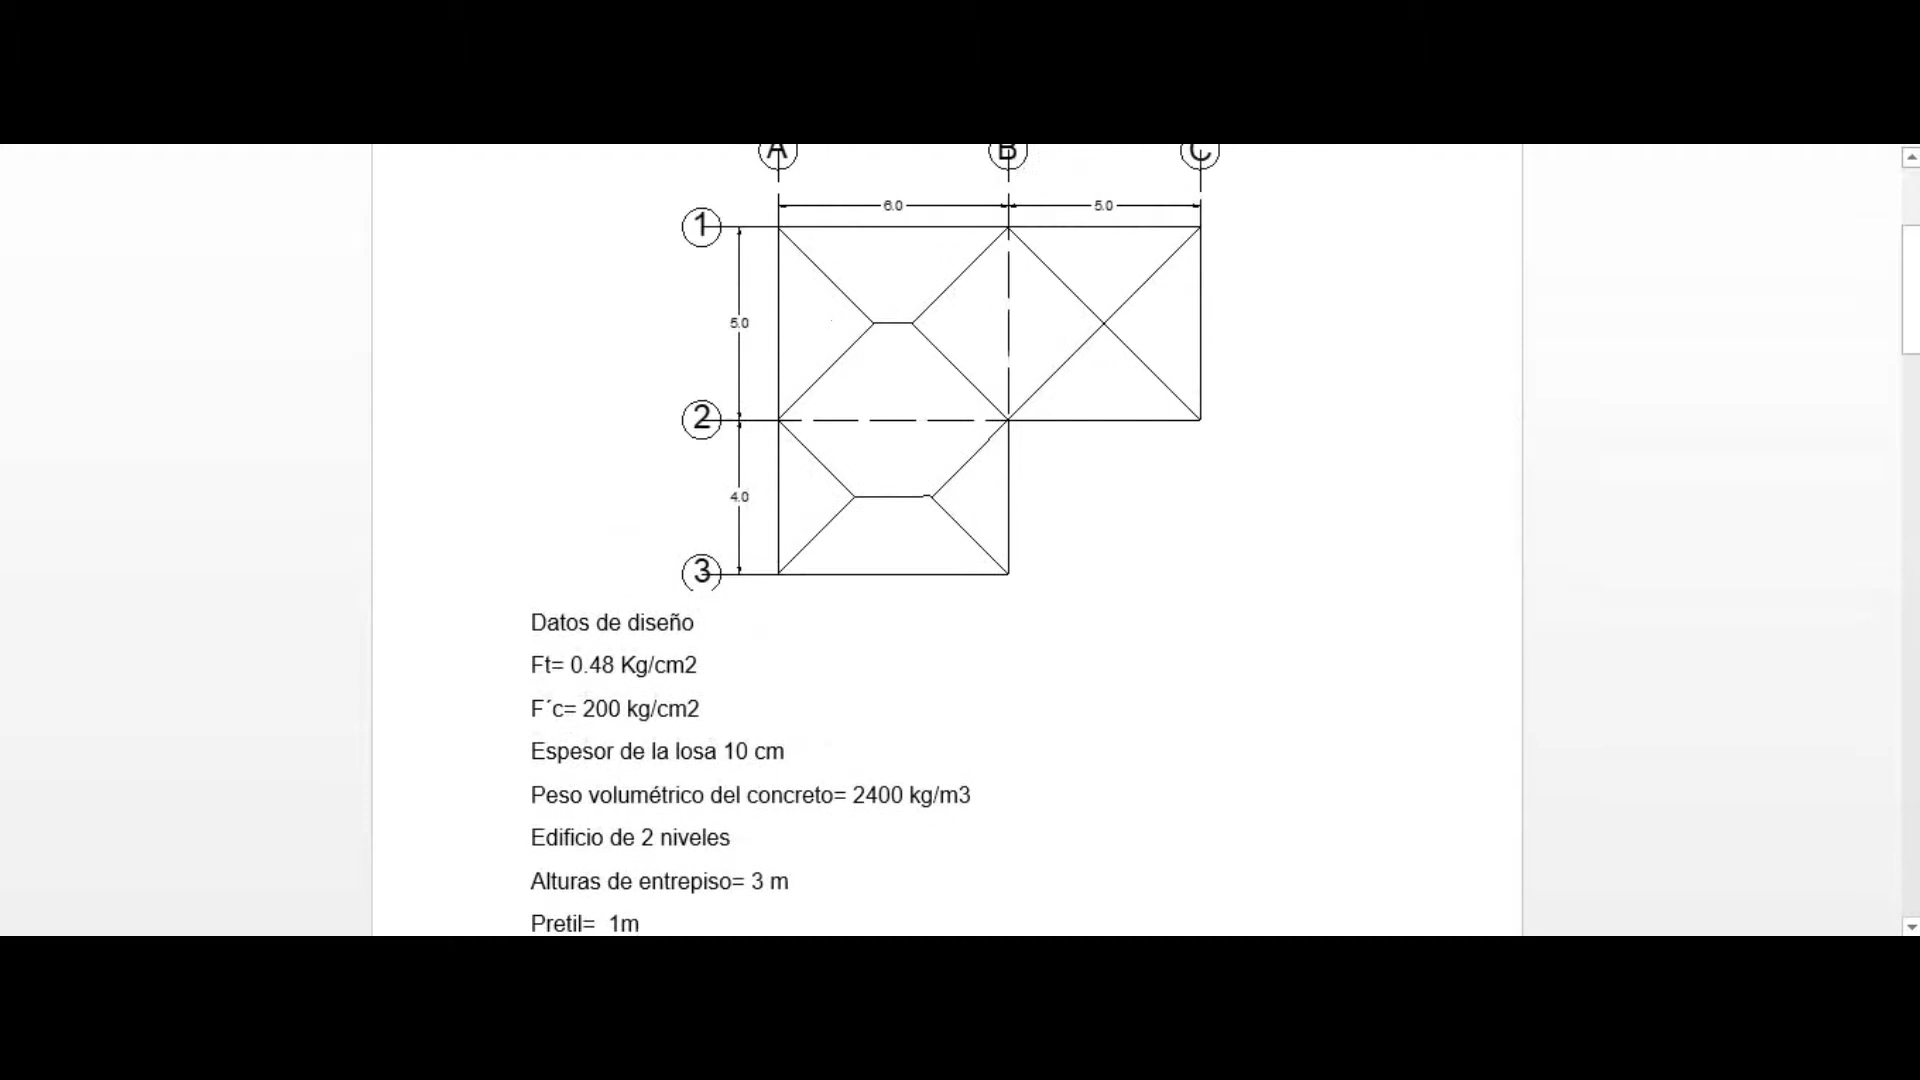 A B C
6.0 5.0
1
5.0
2
4.0
3
Datos de diseño
Ft= 0.48 Kg/cm2
F´c= 200 kg/cm2
Espesor de la losa 10 cm
Peso volumétrico del concreto= 2400 kg/m3
Edificio de 2 niveles
Alturas de entrepiso= 3 m
Pretil=  1m